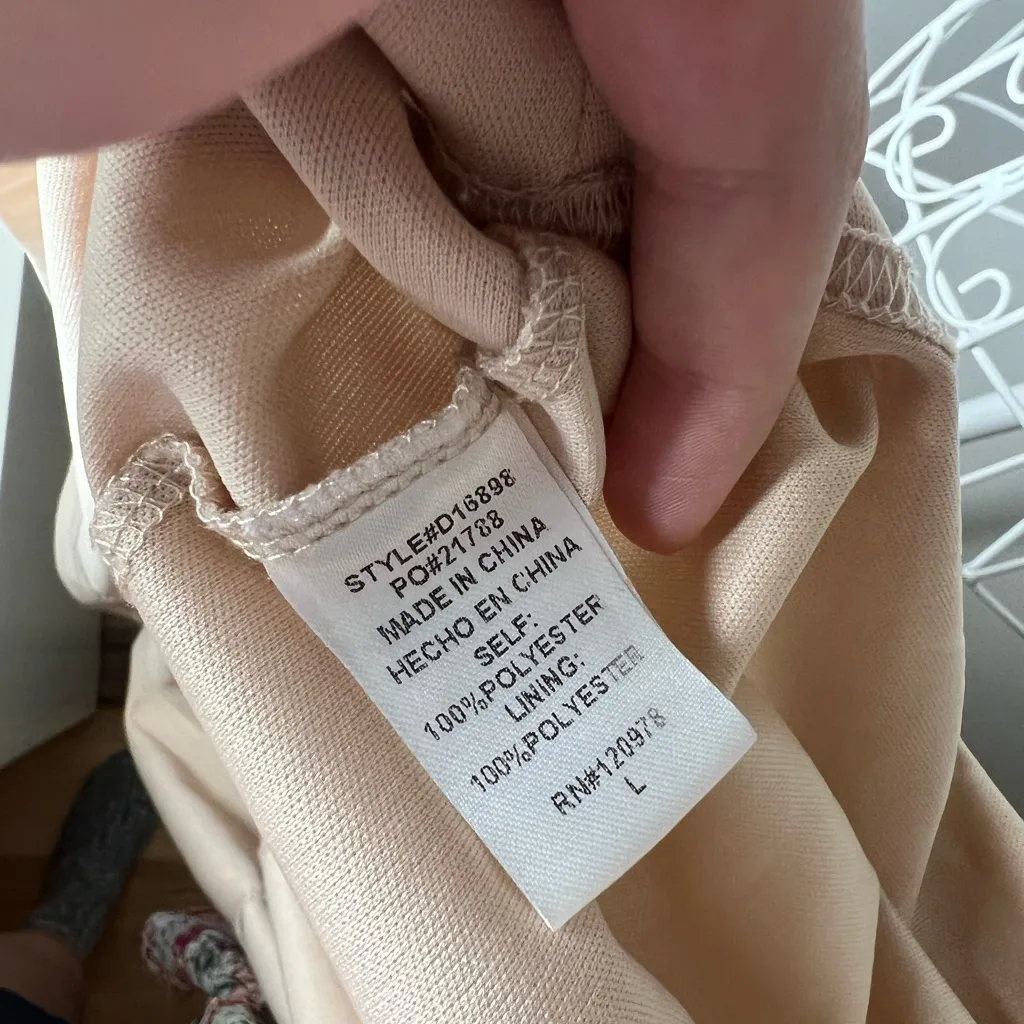 STYLE#D16898
PO#21788
MADE IN CHINA
HECHO EN CHINA
SELF:
100%POLYESTER
LINING:
100%POLYESTER
RN#120978
L